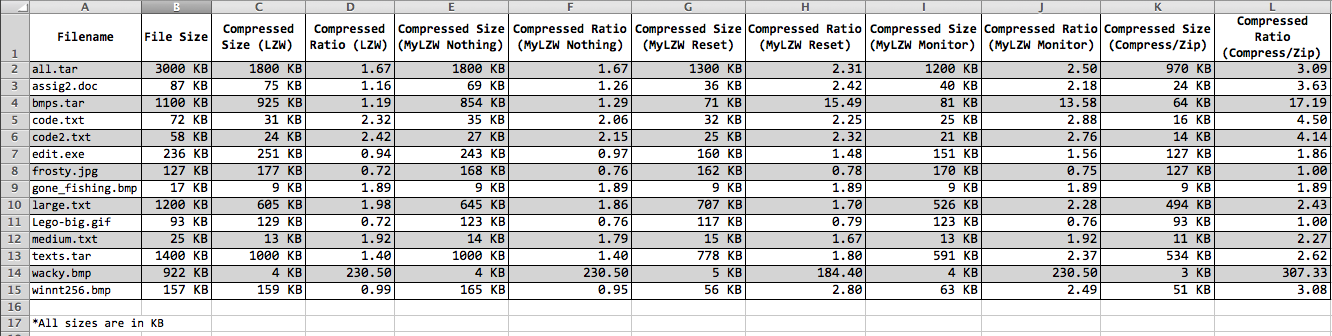 A B C D E F G H I J K L
1 Filename File Size Compressed Size (LZW) Compressed Ratio (LZW) Compressed Size (MyLZW Nothing) Compressed Ratio (MyLZW Nothing) Compressed Size (MyLZW Reset) Compressed Ratio (MyLZW Reset) Compressed Size (MyLZW Monitor) Compressed Ratio (MyLZW Monitor) Compressed Size (Compress/Zip) Compressed Ratio (Compress/Zip)
2 all.tar 3000 KB 1800 KB 1.67 1800 KB 1.67 1300 KB 2.31 1200 KB 2.50 970 KB 3.09
3 assig2.doc 87 KB 75 KB 1.16 69 KB 1.26 36 KB 2.42 40 KB 2.18 24 KB 3.63
4 bmps.tar 1100 KB 925 KB 1.19 854 KB 1.29 71 KB 15.49 81 KB 13.58 64 KB 17.19
5 code.txt 72 KB 31 KB 2.32 35 KB 2.06 32 KB 2.25 25 KB 2.88 16 KB 4.50
6 code2.txt 58 KB 24 KB 2.42 27 KB 2.15 25 KB 2.32 21 KB 2.76 14 KB 4.14
7 edit.exe 236 KB 251 KB 0.94 243 KB 0.97 160 KB 1.48 151 KB 1.56 127 KB 1.86
8 frosty.jpg 127 KB 177 KB 0.72 168 KB 0.76 162 KB 0.78 170 KB 0.75 127 KB 1.00
9 gone_fishing.bmp 17 KB 9 KB 1.89 9 KB 1.89 9 KB 1.89 9 KB 1.89 9 KB 1.89
10 large.txt 1200 KB 605 KB 1.98 645 KB 1.86 707 KB 1.70 526 KB 2.28 494 KB 2.43
11 Lego-big.gif 93 KB 129 KB 0.72 123 KB 0.76 117 KB 0.79 123 KB 0.76 93 KB 1.00
12 medium.txt 25 KB 13 KB 1.92 14 KB 1.79 15 KB 1.67 13 KB 1.92 11 KB 2.27
13 texts.tar 1400 KB 1000 KB 1.40 1000 KB 1.40 778 KB 1.80 591 KB 2.37 534 KB 2.62
14 wacky.bmp 922 KB 4 KB 230.50 4 KB 230.50 5 KB 184.40 4 KB 230.50 3 KB 307.33
15 winnt256.bmp 157 KB 159 KB 0.99 165 KB 0.95 56 KB 2.80 63 KB 2.49 51 KB 3.08
16
17 *All sizes are in KB